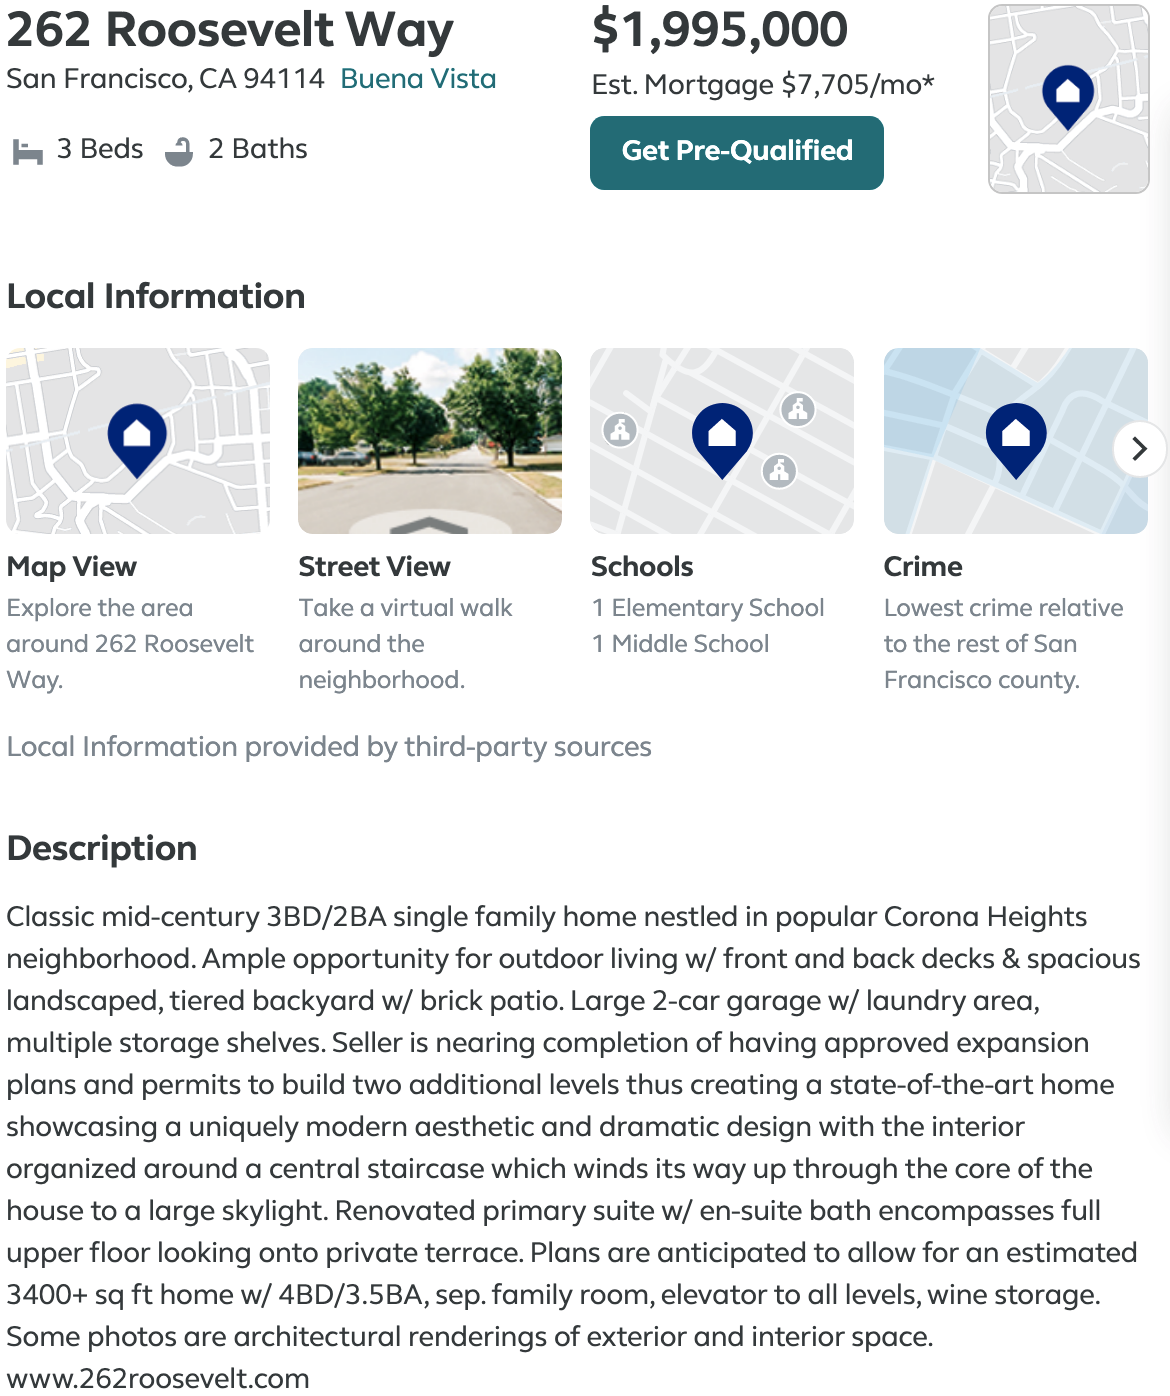 262 Roosevelt Way
San Francisco, CA 94114 Buena Vista
3 Beds 2 Baths
$1,995,000
Est. Mortgage $7,705/mo*
Get Pre-Qualified
Local Information
Map View
Explore the area
around 262 Roosevelt
Way.
Street View
Take a virtual walk
around the
neighborhood.
Schools
1 Elementary School
1 Middle School
Crime
Lowest crime relative
to the rest of San
Francisco county.
Local Information provided by third-party sources
Description
Classic mid-century 3BD/2BA single family home nestled in popular Corona Heights
neighborhood. Ample opportunity for outdoor living w/ front and back decks & spacious
landscaped, tiered backyard w/ brick patio. Large 2-car garage w/ laundry area,
multiple storage shelves. Seller is nearing completion of having approved expansion
plans and permits to build two additional levels thus creating a state-of-the-art home
showcasing a uniquely modern aesthetic and dramatic design with the interior
organized around a central staircase which winds its way up through the core of the
house to a large skylight. Renovated primary suite w/ en-suite bath encompasses full
upper floor looking onto private terrace. Plans are anticipated to allow for an estimated
3400+ sq ft home w/ 4BD/3.5BA, sep. family room, elevator to all levels, wine storage.
Some photos are architectural renderings of exterior and interior space.
www.262roosevelt.com